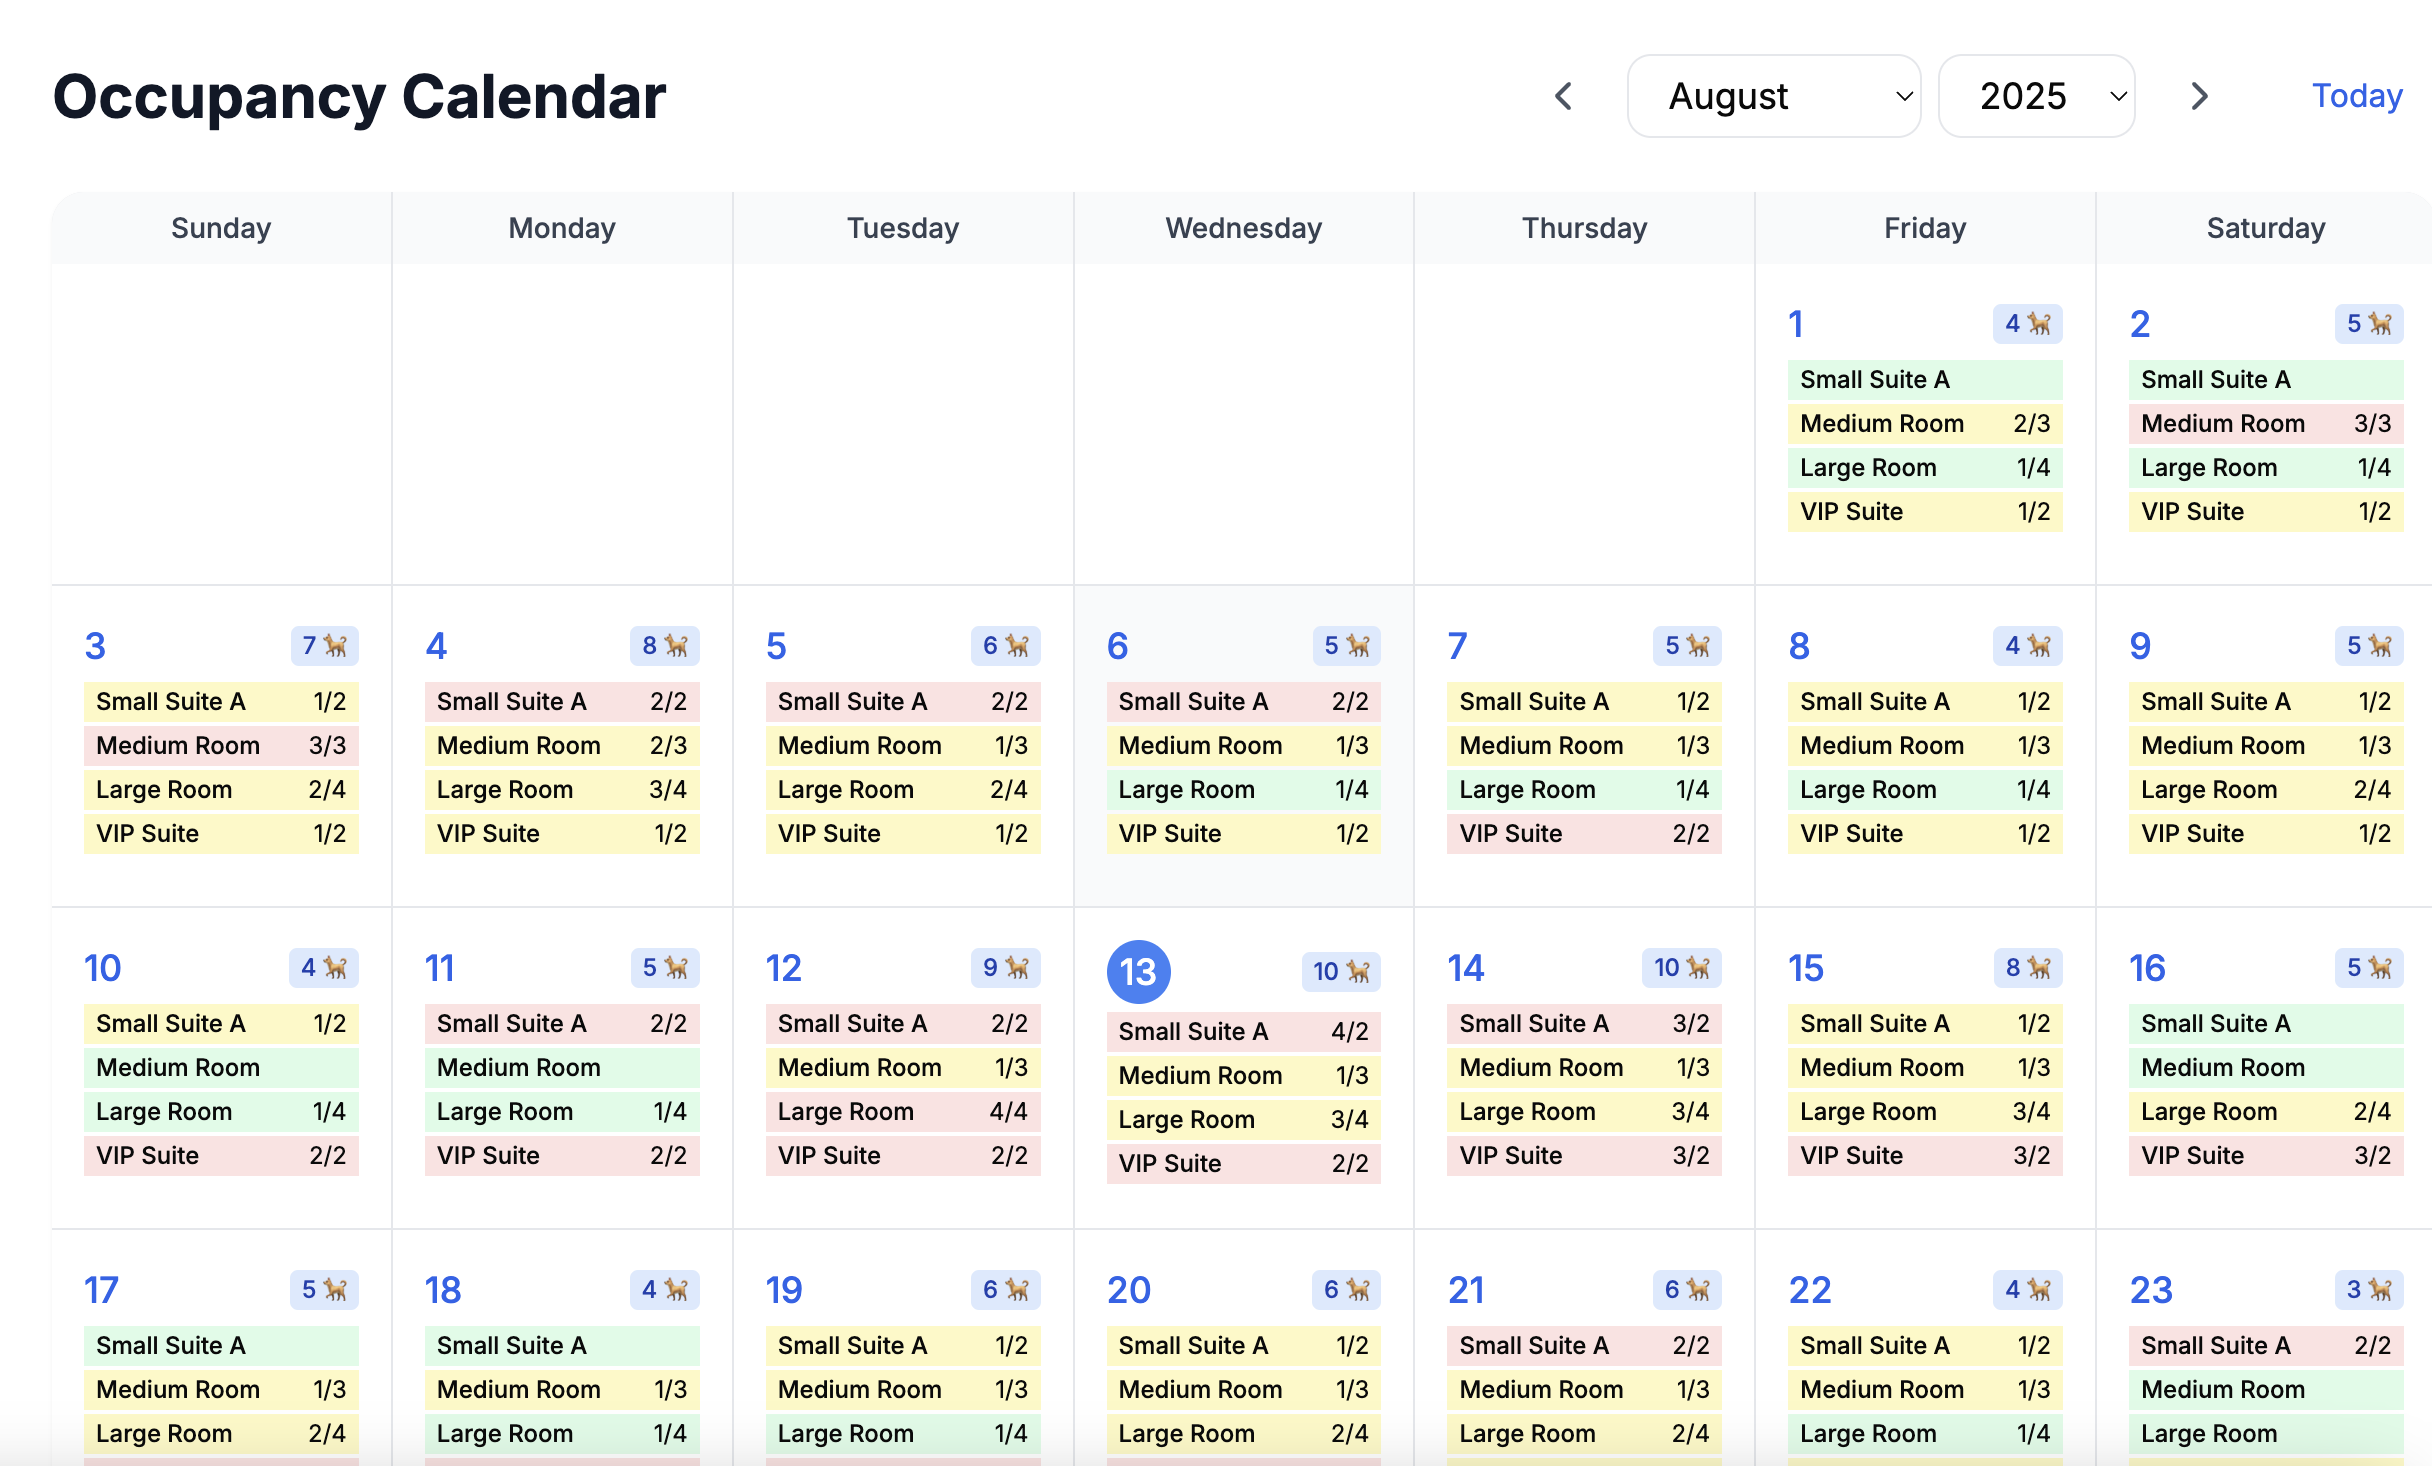 Occupancy Calendar
August 2025 Today
Sunday Monday Tuesday Wednesday Thursday Friday Saturday
1 4
Small Suite A
Medium Room 2/3
Large Room 1/4
VIP Suite 1/2
2 5
Small Suite A
Medium Room 3/3
Large Room 1/4
VIP Suite 1/2
3 7
Small Suite A 1/2
Medium Room 3/3
Large Room 2/4
VIP Suite 1/2
4 8
Small Suite A 2/2
Medium Room 2/3
Large Room 3/4
VIP Suite 1/2
5 6
Small Suite A 2/2
Medium Room 1/3
Large Room 2/4
VIP Suite 1/2
6 5
Small Suite A 2/2
Medium Room 1/3
Large Room 1/4
VIP Suite 1/2
7 5
Small Suite A 1/2
Medium Room 1/3
Large Room 1/4
VIP Suite 2/2
8 4
Small Suite A 1/2
Medium Room 1/3
Large Room 1/4
VIP Suite 1/2
9 5
Small Suite A 1/2
Medium Room 1/3
Large Room 2/4
VIP Suite 1/2
10 4
Small Suite A 1/2
Medium Room
Large Room 1/4
VIP Suite 2/2
11 5
Small Suite A 2/2
Medium Room
Large Room 1/4
VIP Suite 2/2
12 9
Small Suite A 2/2
Medium Room 1/3
Large Room 4/4
VIP Suite 2/2
13 10
Small Suite A 4/2
Medium Room 1/3
Large Room 3/4
VIP Suite 2/2
14 10
Small Suite A 3/2
Medium Room 1/3
Large Room 3/4
VIP Suite 3/2
15 8
Small Suite A 1/2
Medium Room 1/3
Large Room 3/4
VIP Suite 3/2
16 5
Small Suite A
Medium Room
Large Room 2/4
VIP Suite 3/2
17 5
Small Suite A
Medium Room 1/3
Large Room 2/4
18 4
Small Suite A
Medium Room 1/3
Large Room 1/4
19 6
Small Suite A 1/2
Medium Room 1/3
Large Room 1/4
20 6
Small Suite A 1/2
Medium Room 1/3
Large Room 2/4
21 6
Small Suite A 2/2
Medium Room 1/3
Large Room 2/4
22 4
Small Suite A 1/2
Medium Room 1/3
Large Room 1/4
23 3
Small Suite A 2/2
Medium Room
Large Room